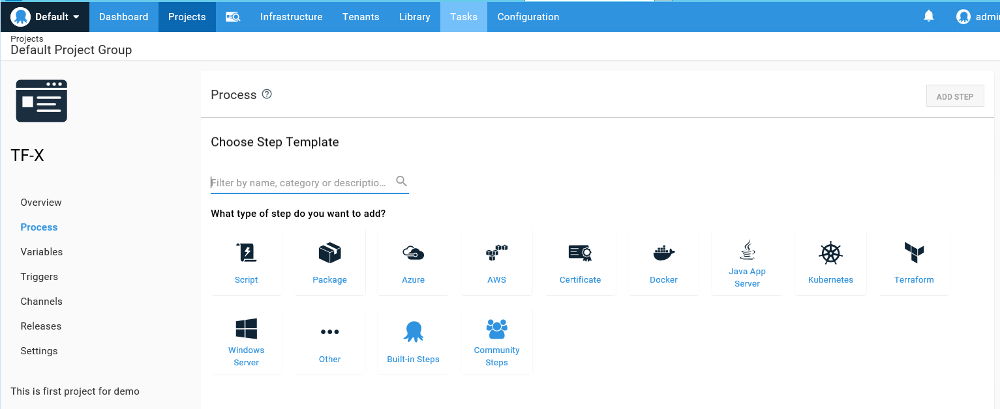 Default Dashboard Projects Infrastructure Tenants Library Tasks Configuration
Projects
Default Project Group
Process ADD STEP
Choose Step Template
TF-X
Filter by name, category or descriptio...
What type of step do you want to add?
Overview
Process
Variables
Triggers
Channels
Releases
Settings
This is first project for demo
Script Package Azure AWS Certificate Docker Java App Server Kubernetes Terraform
Windows Server Other Built-in Steps Community Steps